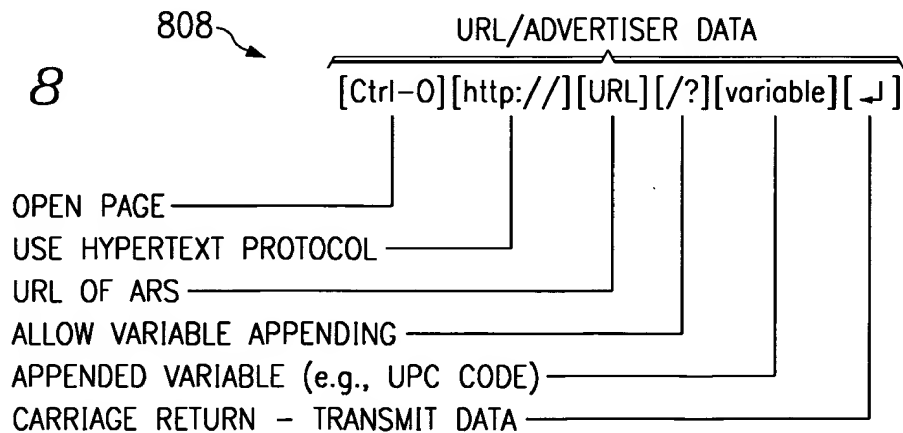 808
URL/ADVERTISER DATA
8
[Ctrl-O][http://][URL][/?][variable][↵]
OPEN PAGE
USE HYPERTEXT PROTOCOL
URL OF ARS
ALLOW VARIABLE APPENDING
APPENDED VARIABLE (e.g., UPC CODE)
CARRIAGE RETURN - TRANSMIT DATA